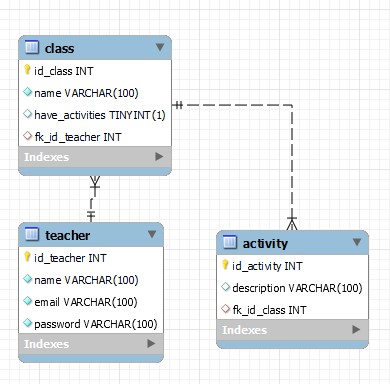 class
id_class INT
name VARCHAR(100)
have_activities TINYINT(1)
fk_id_teacher INT
Indexes
teacher
id_teacher INT
name VARCHAR(100)
email VARCHAR(100)
password VARCHAR(100)
Indexes
activity
id_activity INT
description VARCHAR(100)
fk_id_class INT
Indexes